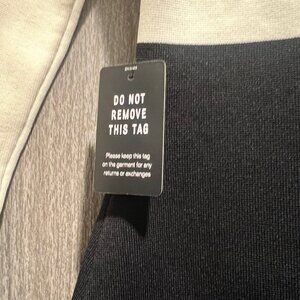 DO NOT
REMOVE
THIS TAG
Please keep this tag
on the garment for any
returns or exchanges